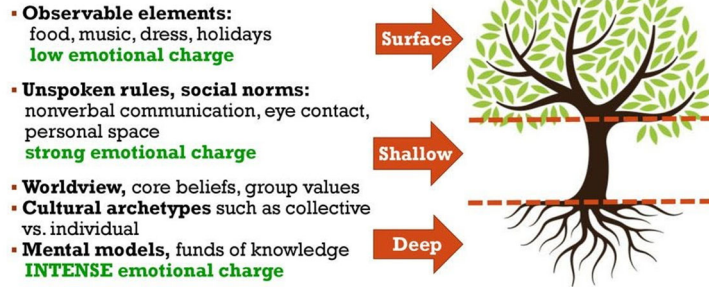 ▪ Observable elements:
food, music, dress, holidays
low emotional charge
Surface
▪ Unspoken rules, social norms:
nonverbal communication, eye contact,
personal space
strong emotional charge
Shallow
▪ Worldview, core beliefs, group values
▪ Cultural archetypes such as collective
vs. individual
▪ Mental models, funds of knowledge
INTENSE emotional charge
Deep